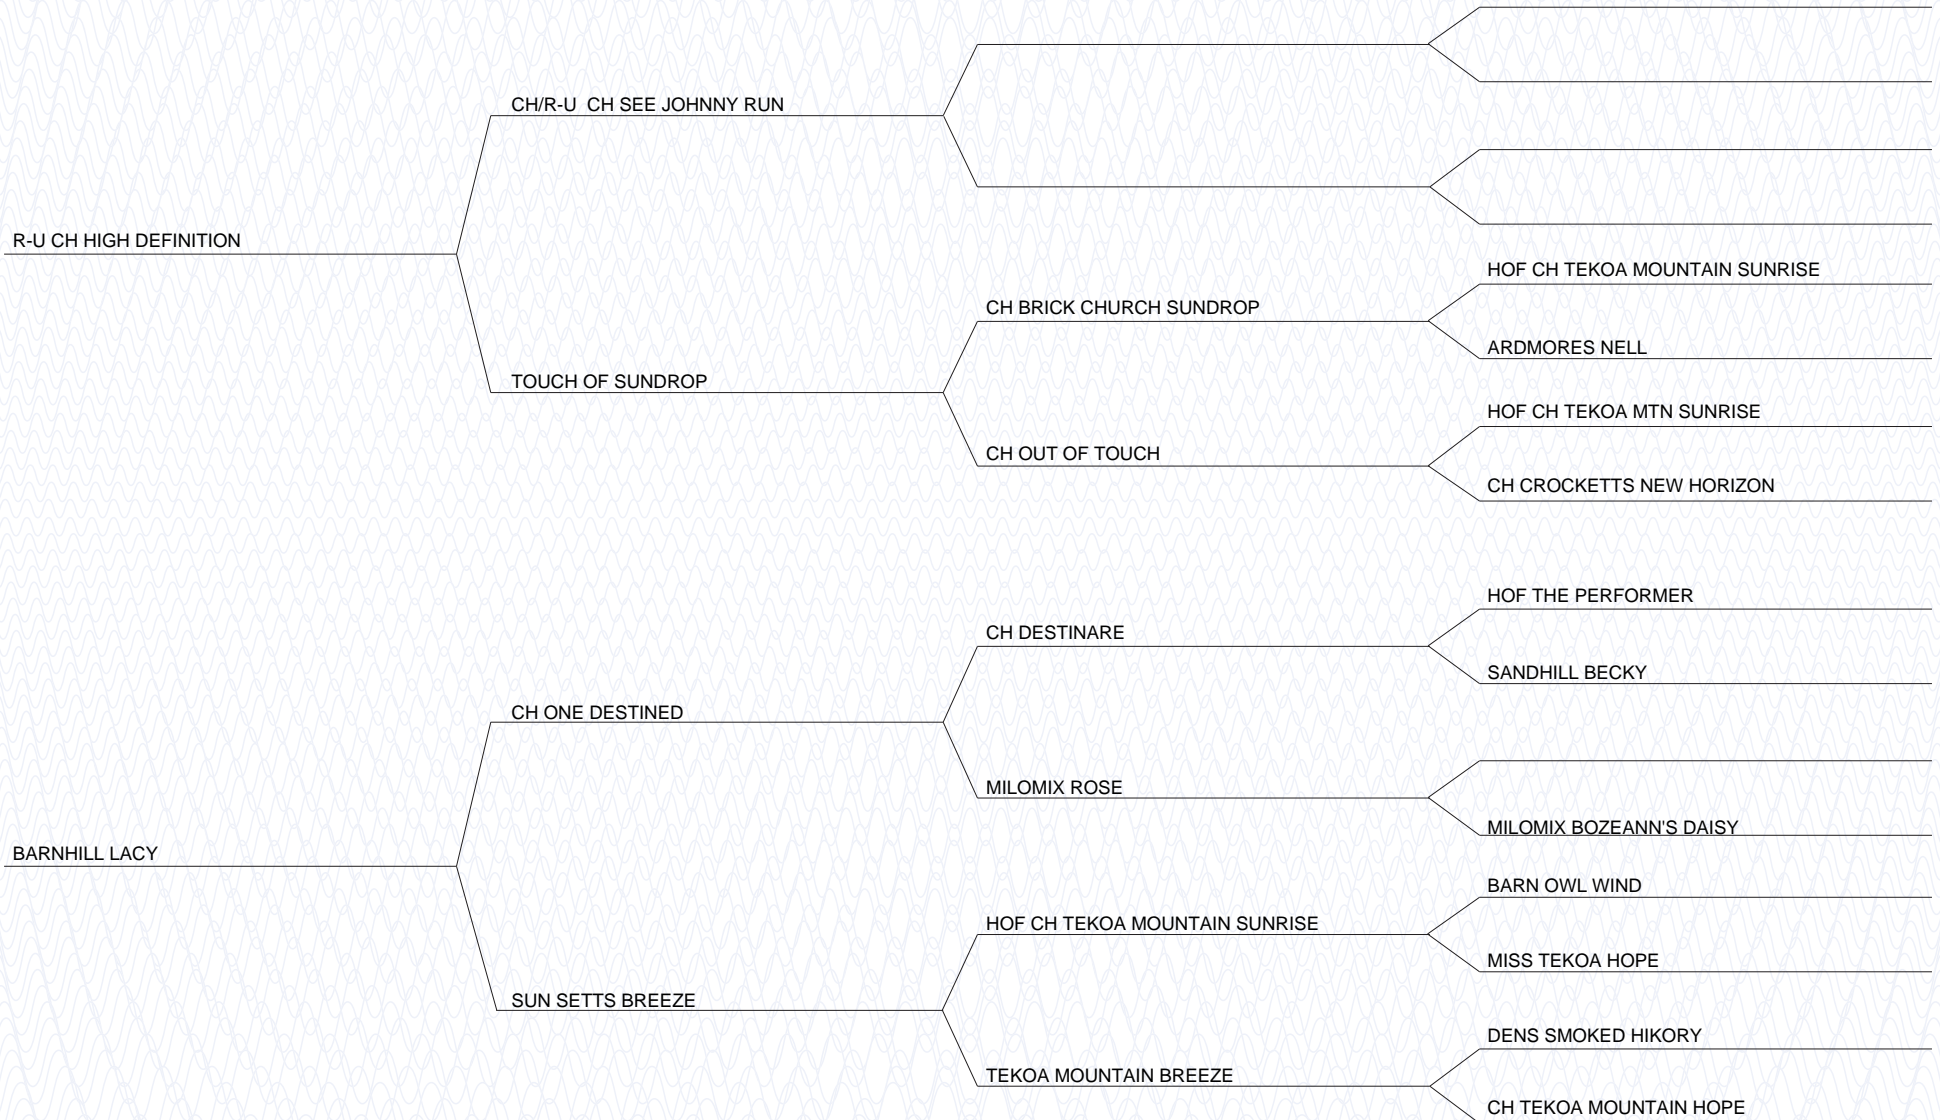 CH/R-U  CH SEE JOHNNY RUN
R-U CH HIGH DEFINITION
HOF CH TEKOA MOUNTAIN SUNRISE
CH BRICK CHURCH SUNDROP
ARDMORES NELL
TOUCH OF SUNDROP
HOF CH TEKOA MTN SUNRISE
CH OUT OF TOUCH
CH CROCKETTS NEW HORIZON
HOF THE PERFORMER
CH DESTINARE
SANDHILL BECKY
CH ONE DESTINED
MILOMIX ROSE
MILOMIX BOZEANN'S DAISY
BARNHILL LACY
BARN OWL WIND
HOF CH TEKOA MOUNTAIN SUNRISE
MISS TEKOA HOPE
SUN SETTS BREEZE
DENS SMOKED HIKORY
TEKOA MOUNTAIN BREEZE
CH TEKOA MOUNTAIN HOPE